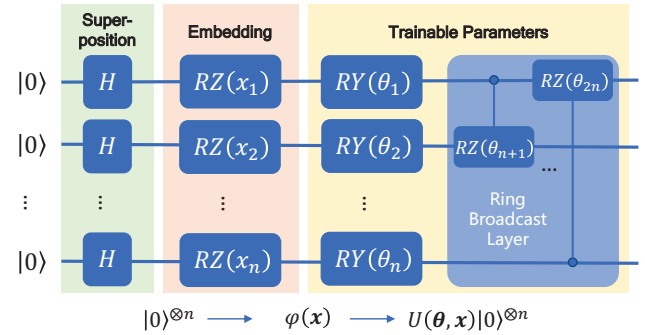 Super-
position
Embedding
Trainable Parameters
|0⟩ H RZ(x₁) RY(θ₁) RZ(θ₂ₙ)
|0⟩ H RZ(x₂) RY(θ₂) RZ(θₙ₊₁)
⋮ ⋮ ⋮ ⋮ ...
Ring
Broadcast
Layer
|0⟩ H RZ(xₙ) RY(θₙ)
|0⟩^{⊗n} → φ(𝒙) → U(𝜽, 𝒙)|0⟩^{⊗n}